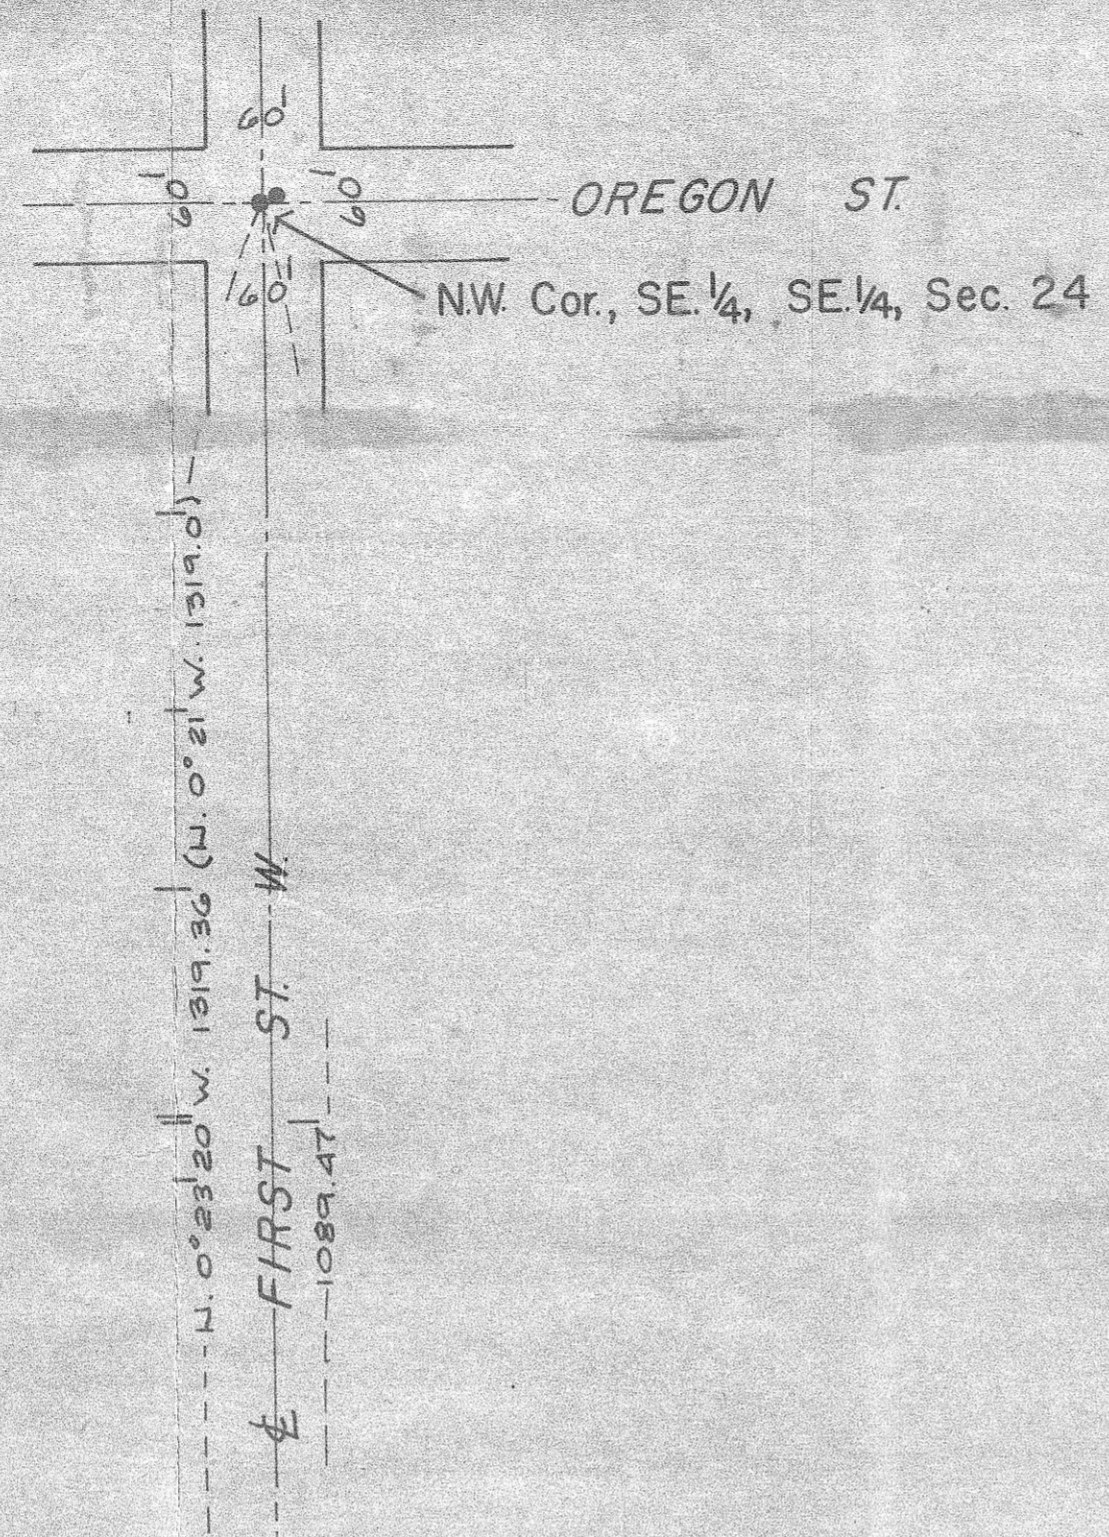 60'
60'
60'
OREGON ST.
60'
N.W. Cor., SE.¼, SE.¼, Sec. 24
N. 0°23'20" W. 1319.36' (N. 0°21' W. 1319.0')
℄ FIRST ST. W.
1089.47'